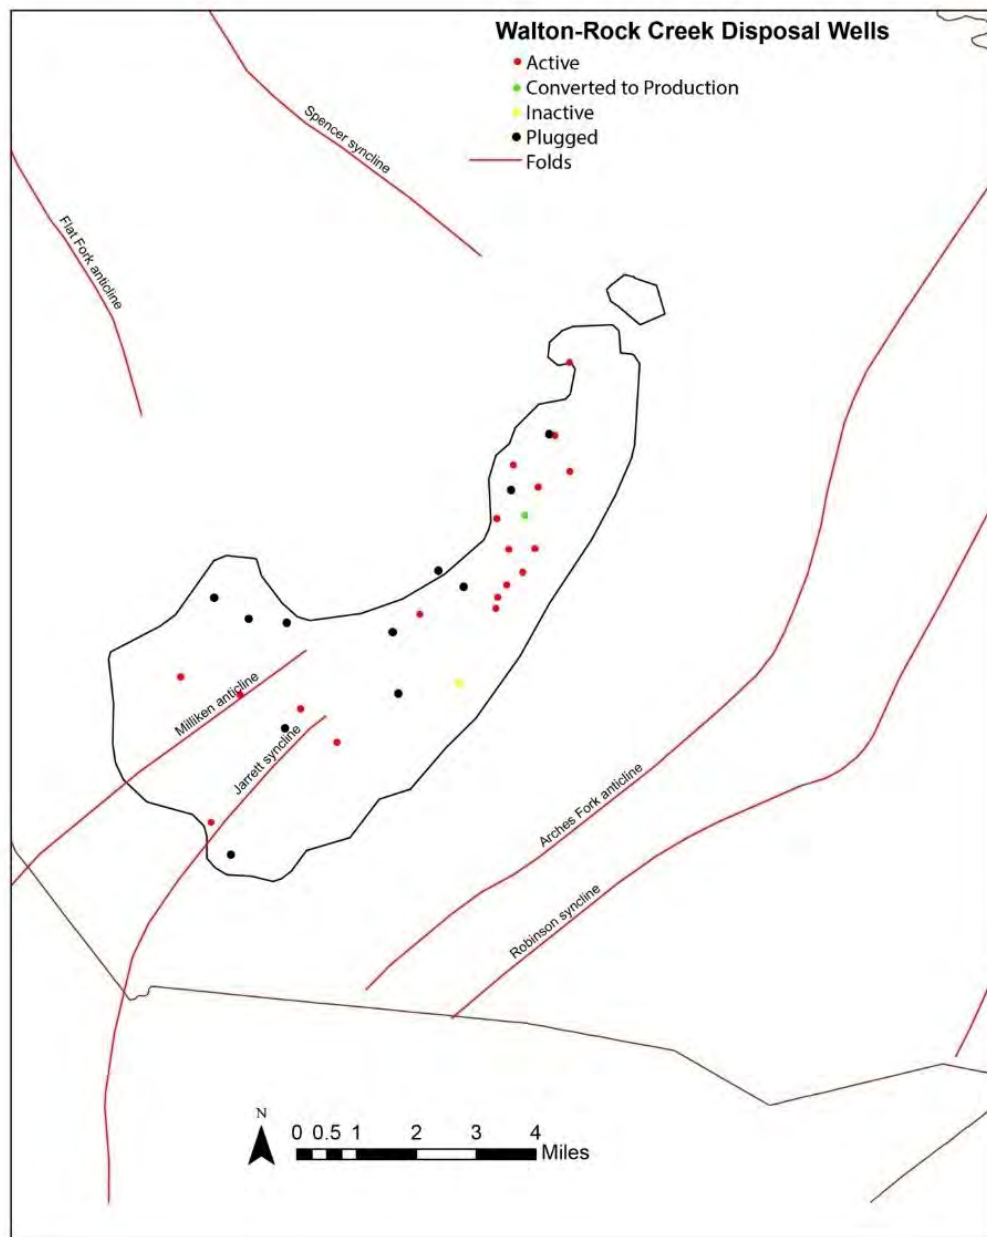 Walton-Rock Creek Disposal Wells
Active
Converted to Production
Inactive
Plugged
Folds
Spencer syncline
Flat Fork anticline
Milliken anticline
Jarrett syncline
Arches Fork anticline
Robinson syncline
N
0 0.5 1 2 3 4
Miles